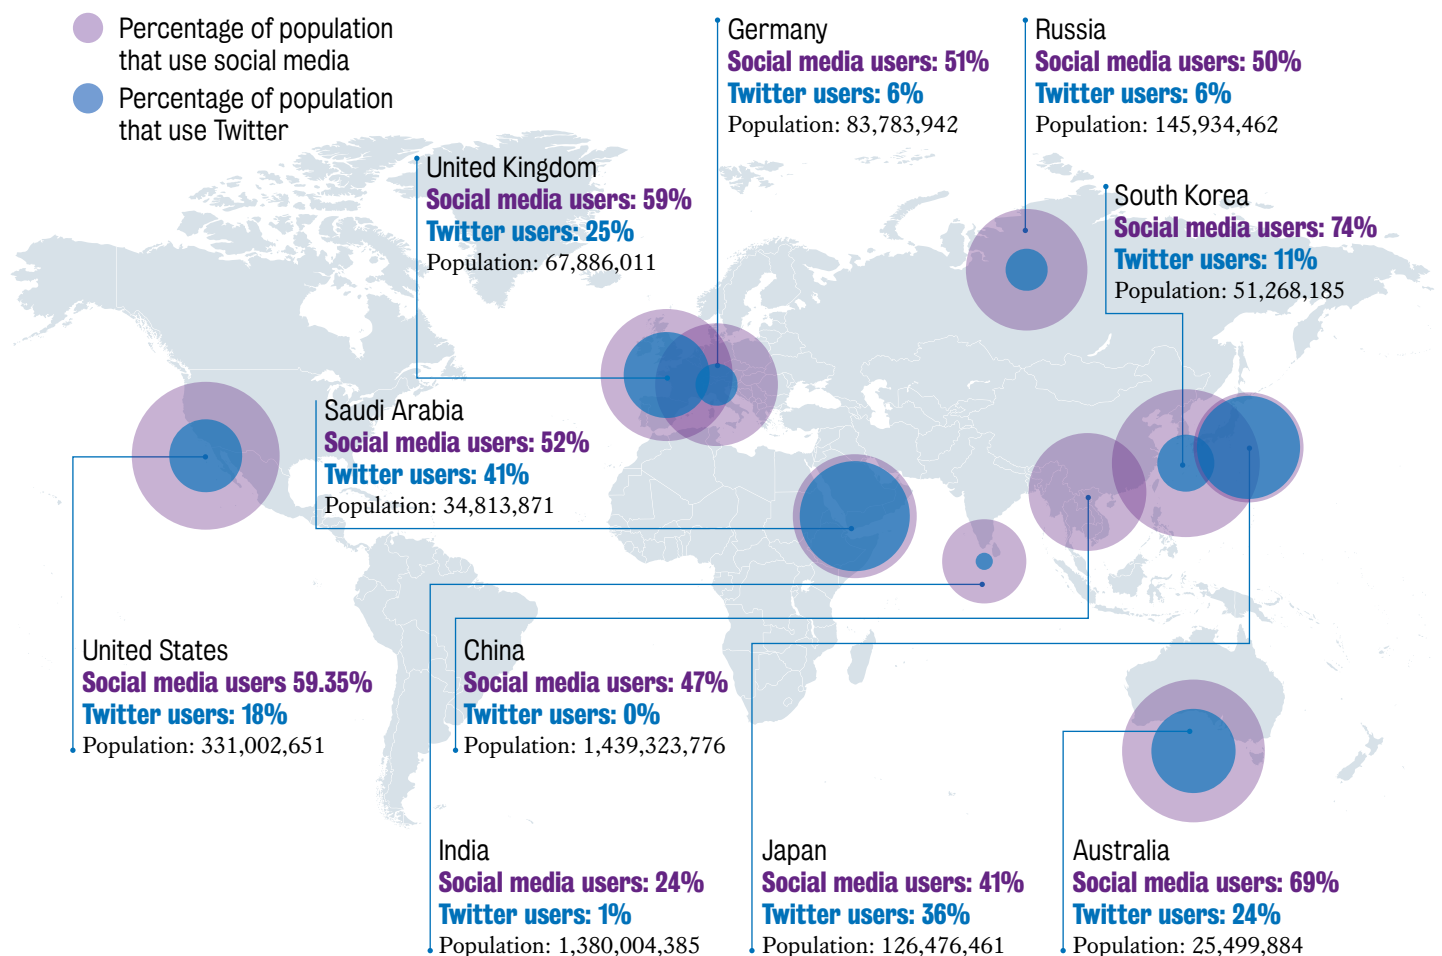 Percentage of population
that use social media
Percentage of population
that use Twitter
Germany
Social media users: 51%
Twitter users: 6%
Population: 83,783,942
Russia
Social media users: 50%
Twitter users: 6%
Population: 145,934,462
United Kingdom
Social media users: 59%
Twitter users: 25%
Population: 67,886,011
South Korea
Social media users: 74%
Twitter users: 11%
Population: 51,268,185
Saudi Arabia
Social media users: 52%
Twitter users: 41%
Population: 34,813,871
United States
Social media users 59.35%
Twitter users: 18%
Population: 331,002,651
China
Social media users: 47%
Twitter users: 0%
Population: 1,439,323,776
India
Social media users: 24%
Twitter users: 1%
Population: 1,380,004,385
Japan
Social media users: 41%
Twitter users: 36%
Population: 126,476,461
Australia
Social media users: 69%
Twitter users: 24%
Population: 25,499,884